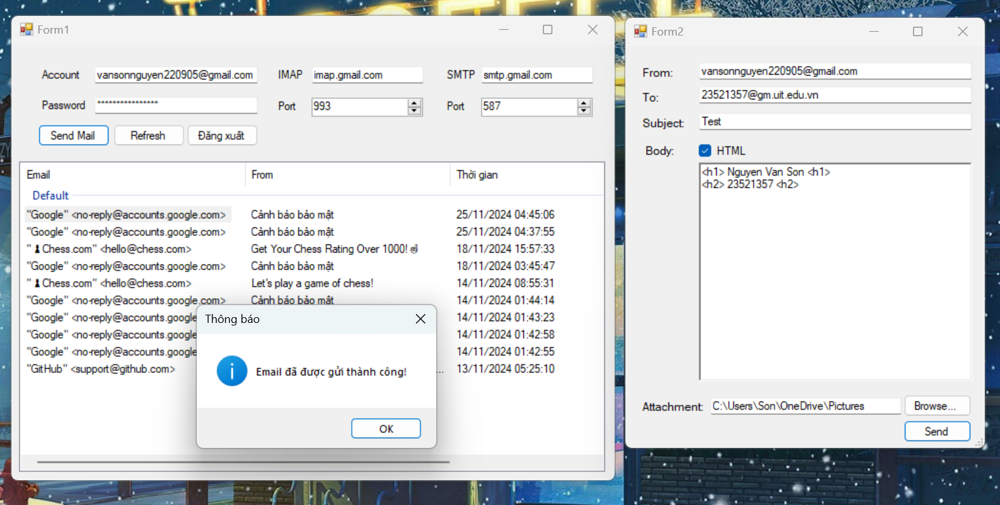 Form1
Account vansonnguyen220905@gmail.com IMAP imap.gmail.com SMTP smtp.gmail.com
Password **************** Port 993 Port 587
Send Mail Refresh Đăng xuất
Email From Thời gian
Default
"Google" <no-reply@accounts.google.com> Cảnh báo bảo mật 25/11/2024 04:45:06
"Google" <no-reply@accounts.google.com> Cảnh báo bảo mật 25/11/2024 04:37:55
"♟Chess.com" <hello@chess.com> Get Your Chess Rating Over 1000! 18/11/2024 15:57:33
"Google" <no-reply@accounts.google.com> Cảnh báo bảo mật 18/11/2024 03:45:47
"♟Chess.com" <hello@chess.com> Let's play a game of chess! 14/11/2024 08:55:31
"Google" <no-reply@accounts.google.com> Cảnh báo bảo mật 14/11/2024 01:44:14
"Google" <no-reply@accounts.google 14/11/2024 01:43:23
"Google" <no-reply@accounts.google 14/11/2024 01:42:58
"Google" <no-reply@accounts.google 14/11/2024 01:42:55
"GitHub" <support@github.com> ... 13/11/2024 05:25:10
Thông báo
Email đã được gửi thành công!
OK
Form2
From: vansonnguyen220905@gmail.com
To: 23521357@gm.uit.edu.vn
Subject: Test
Body: HTML
<h1> Nguyen Van Son <h1>
<h2> 23521357 <h2>
Attachment: C:\Users\Son\OneDrive\Pictures Browse...
Send